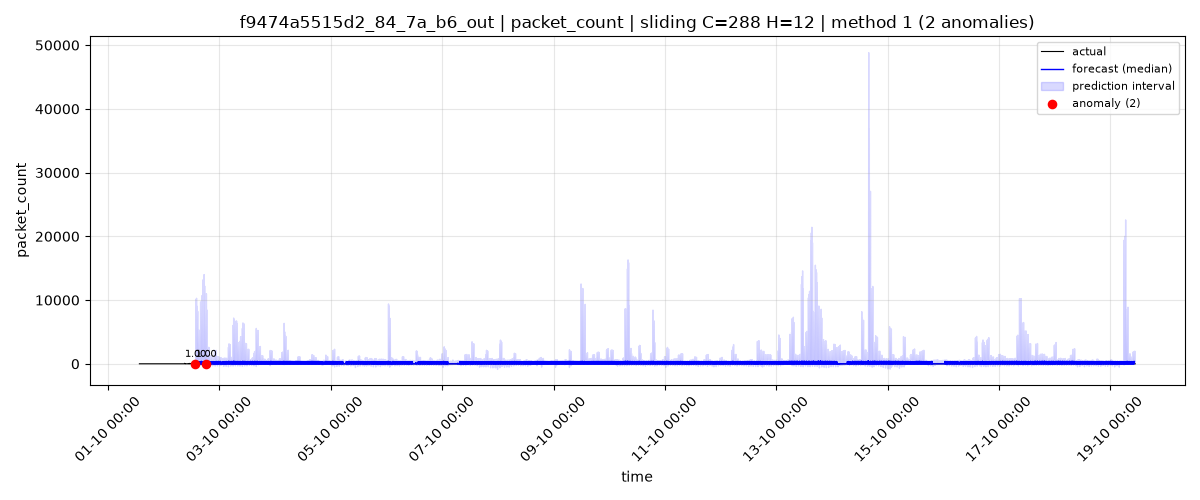 f9474a5515d2_84_7a_b6_out | packet_count | sliding C=288 H=12 | method 1 (2 anomalies)
packet_count
50000
40000
30000
20000
10000
0
actual
forecast (median)
prediction interval
anomaly (2)
01-10 00:00
03-10 00:00
05-10 00:00
07-10 00:00
09-10 00:00
11-10 00:00
13-10 00:00
15-10 00:00
17-10 00:00
19-10 00:00
time